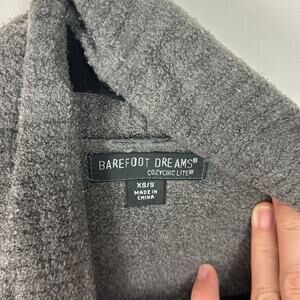 BAREFOOT DREAMS®
COZYCHIC LITE®
XS/S
MADE IN
CHINA